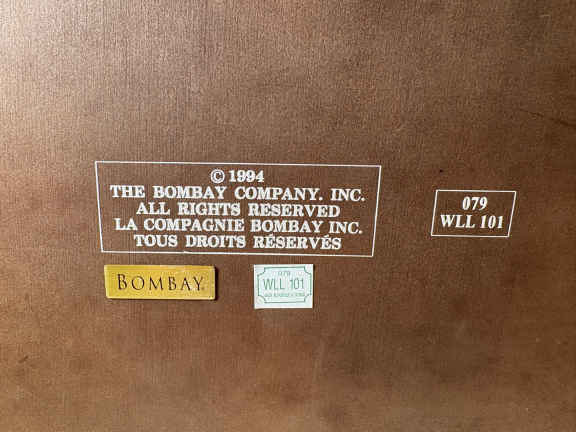 © 1994
THE BOMBAY COMPANY, INC.
ALL RIGHTS RESERVED
LA COMPAGNIE BOMBAY INC.
TOUS DROITS RÉSERVÉS
079
WLL 101
BOMBAY
079
WLL 101